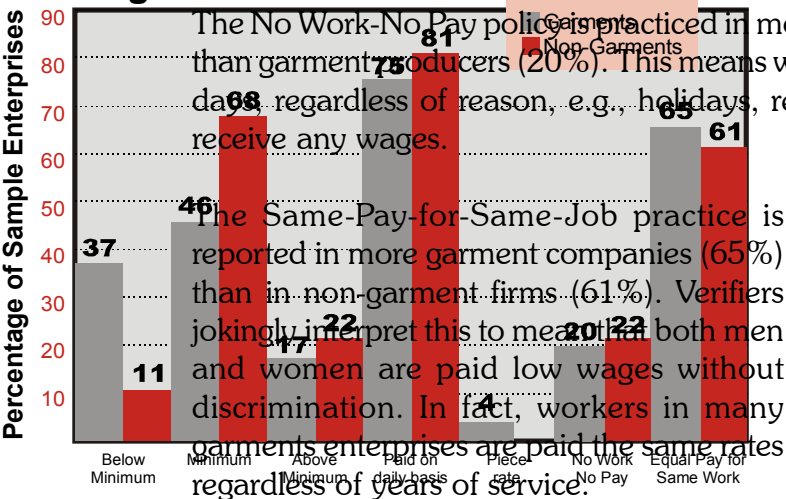 Percentage of Sample Enterprises
90
80
70
60
50
40
30
20
10
Garments
Non-Garments
37
11
46
68
17
22
75
81
4
20
22
65
61
Below Minimum
Minimum
Above Minimum
Paid on daily basis
Piece-rate
No Work No Pay
Equal Pay for Same Work
The No Work-No Pay policy is practiced in
than garment producers (20%). This means
days, regardless of reason, e.g., holidays,
receive any wages.
The Same-Pay-for-Same-Job practice is
reported in more garment companies (65%)
than in non-garment firms (61%). Verifiers
jokingly interpret this to mean that both men
and women are paid low wages without
discrimination. In fact, workers in many
garments enterprises are paid the same rates
regardless of years of service.